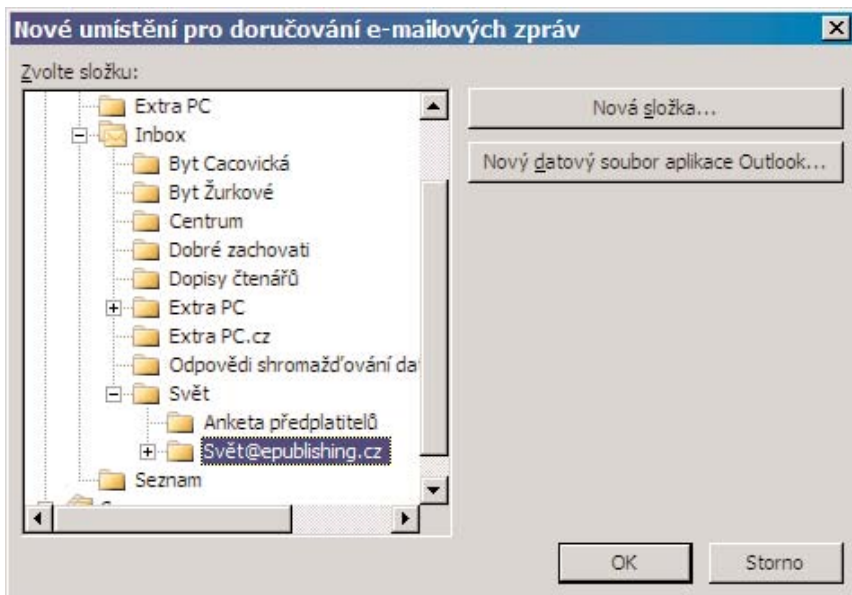 Nové umístění pro doručování e-mailových zpráv
Zvolte složku:
Extra PC
Nová složka...
Inbox
Byt Cacovická
Nový datový soubor aplikace Outlook...
Byt Žurkové
Centrum
Dobré zachovati
Dopisy čtenářů
Extra PC
Extra PC.cz
Odpovědi shromažďování da
Svět
Anketa předplatitelů
Svět@epublishing.cz
Seznam
OK
Storno